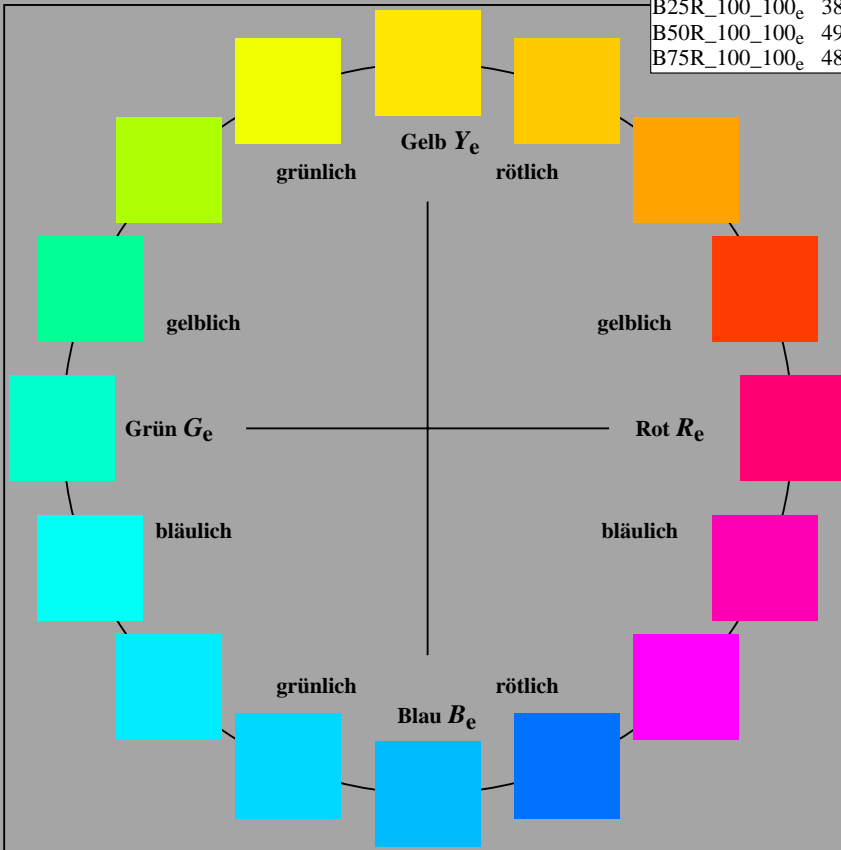 B25R_100_100e 38
B50R_100_100e 49
B75R_100_100e 48
Gelb Ye
grünlich rötlich
gelblich gelblich
Grün Ge Rot Re
bläulich bläulich
grünlich rötlich
Blau Be